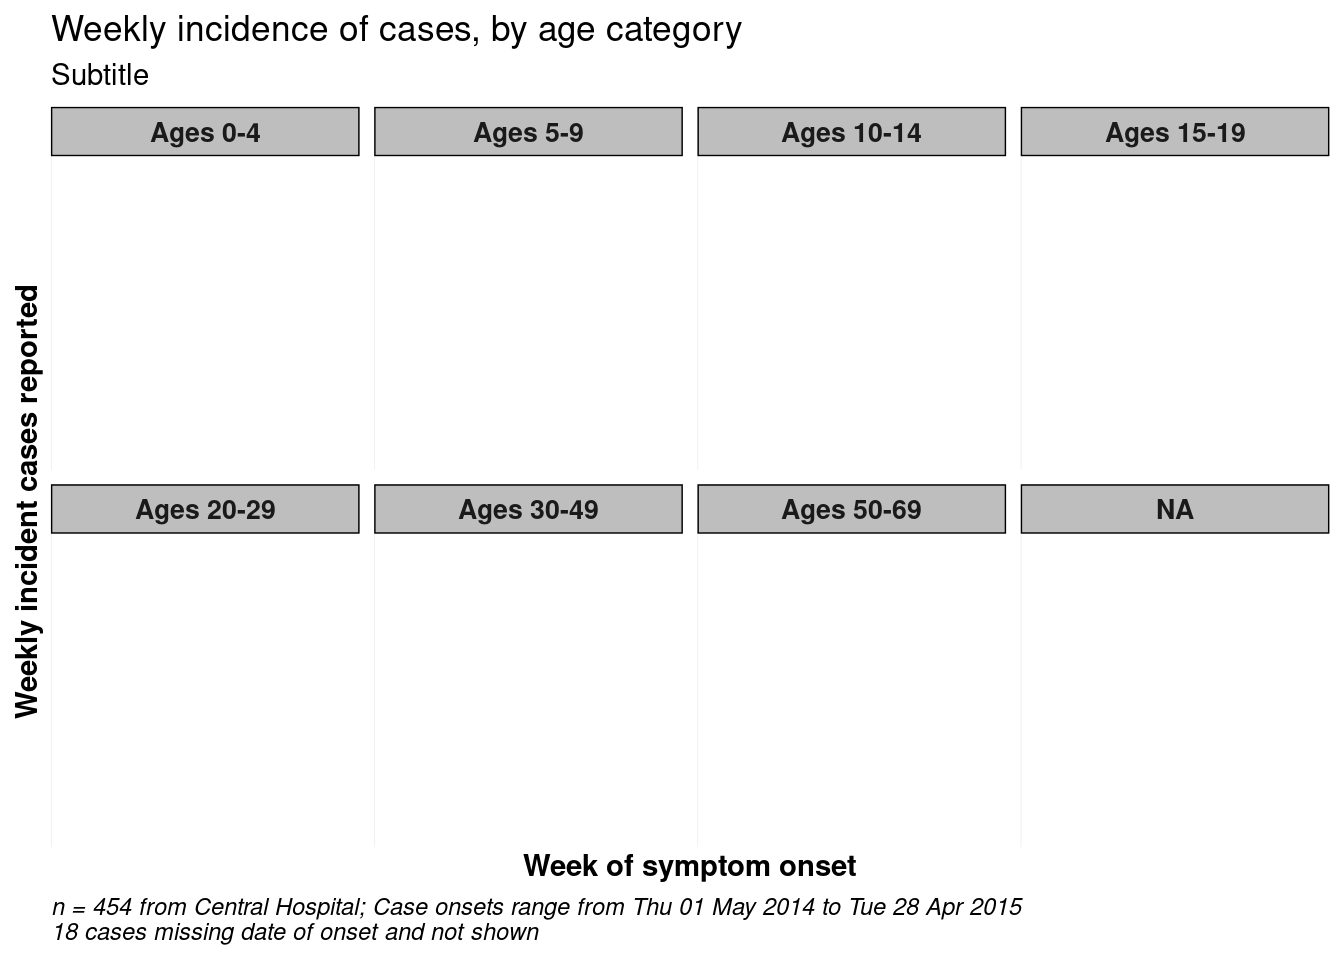 Weekly incidence of cases, by age category
Subtitle
Ages 0-4
Ages 5-9
Ages 10-14
Ages 15-19
Weekly incident cases reported
Ages 20-29
Ages 30-49
Ages 50-69
NA
Week of symptom onset
n = 454 from Central Hospital; Case onsets range from Thu 01 May 2014 to Tue 28 Apr 2015
18 cases missing date of onset and not shown